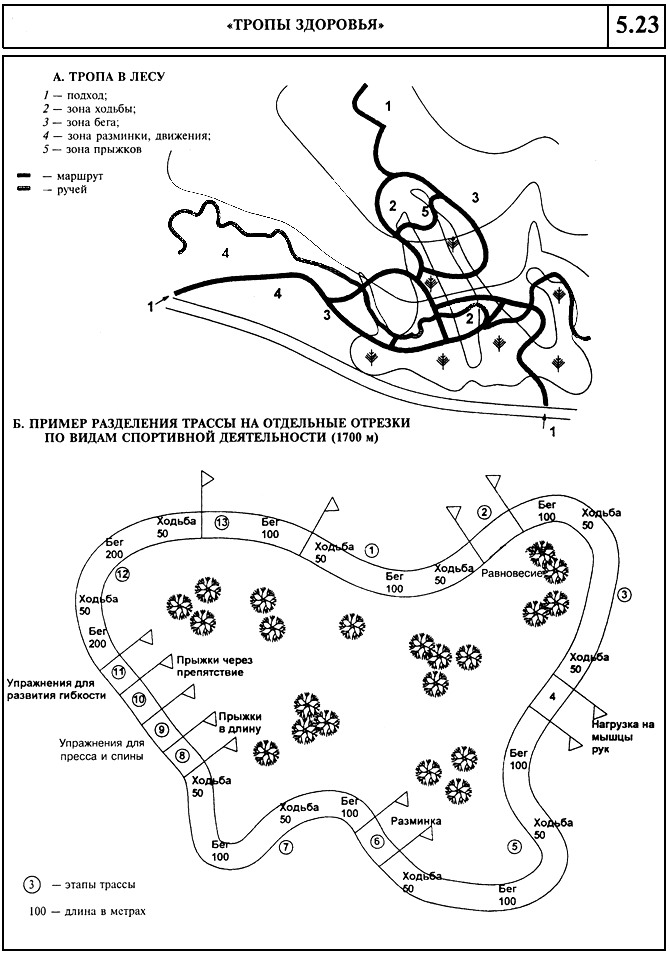 «ТРОПЫ ЗДОРОВЬЯ»
5.23
А. ТРОПА В ЛЕСУ
1 — подход;
2 — зона ходьбы;
3 — зона бега;
4 — зона разминки, движения;
5 — зона прыжков
— маршрут
— ручей
1
2
5
3
4
4
1
3
2
1
Б. ПРИМЕР РАЗДЕЛЕНИЯ ТРАССЫ НА ОТДЕЛЬНЫЕ ОТРЕЗКИ
ПО ВИДАМ СПОРТИВНОЙ ДЕЯТЕЛЬНОСТИ (1700 м)
Ходьба
50
13
Бег
100
Ходьба
50
1
Бег
100
Ходьба
50
2
Равновесие
Бег
100
Ходьба
50
3
Ходьба
50
4
Нагрузка на
мышцы
рук
Бег
100
Ходьба
50
5
Бег
100
Ходьба
50
6
Разминка
Бег
100
Ходьба
50
7
Бег
100
Ходьба
50
8
Упражнения для
пресса и спины
9
Прыжки
в длину
10
Прыжки через
препятствие
11
Упражнения для
развития гибкости
Бег
200
Ходьба
50
12
Бег
200
3 — этапы трассы
100 — длина в метрах